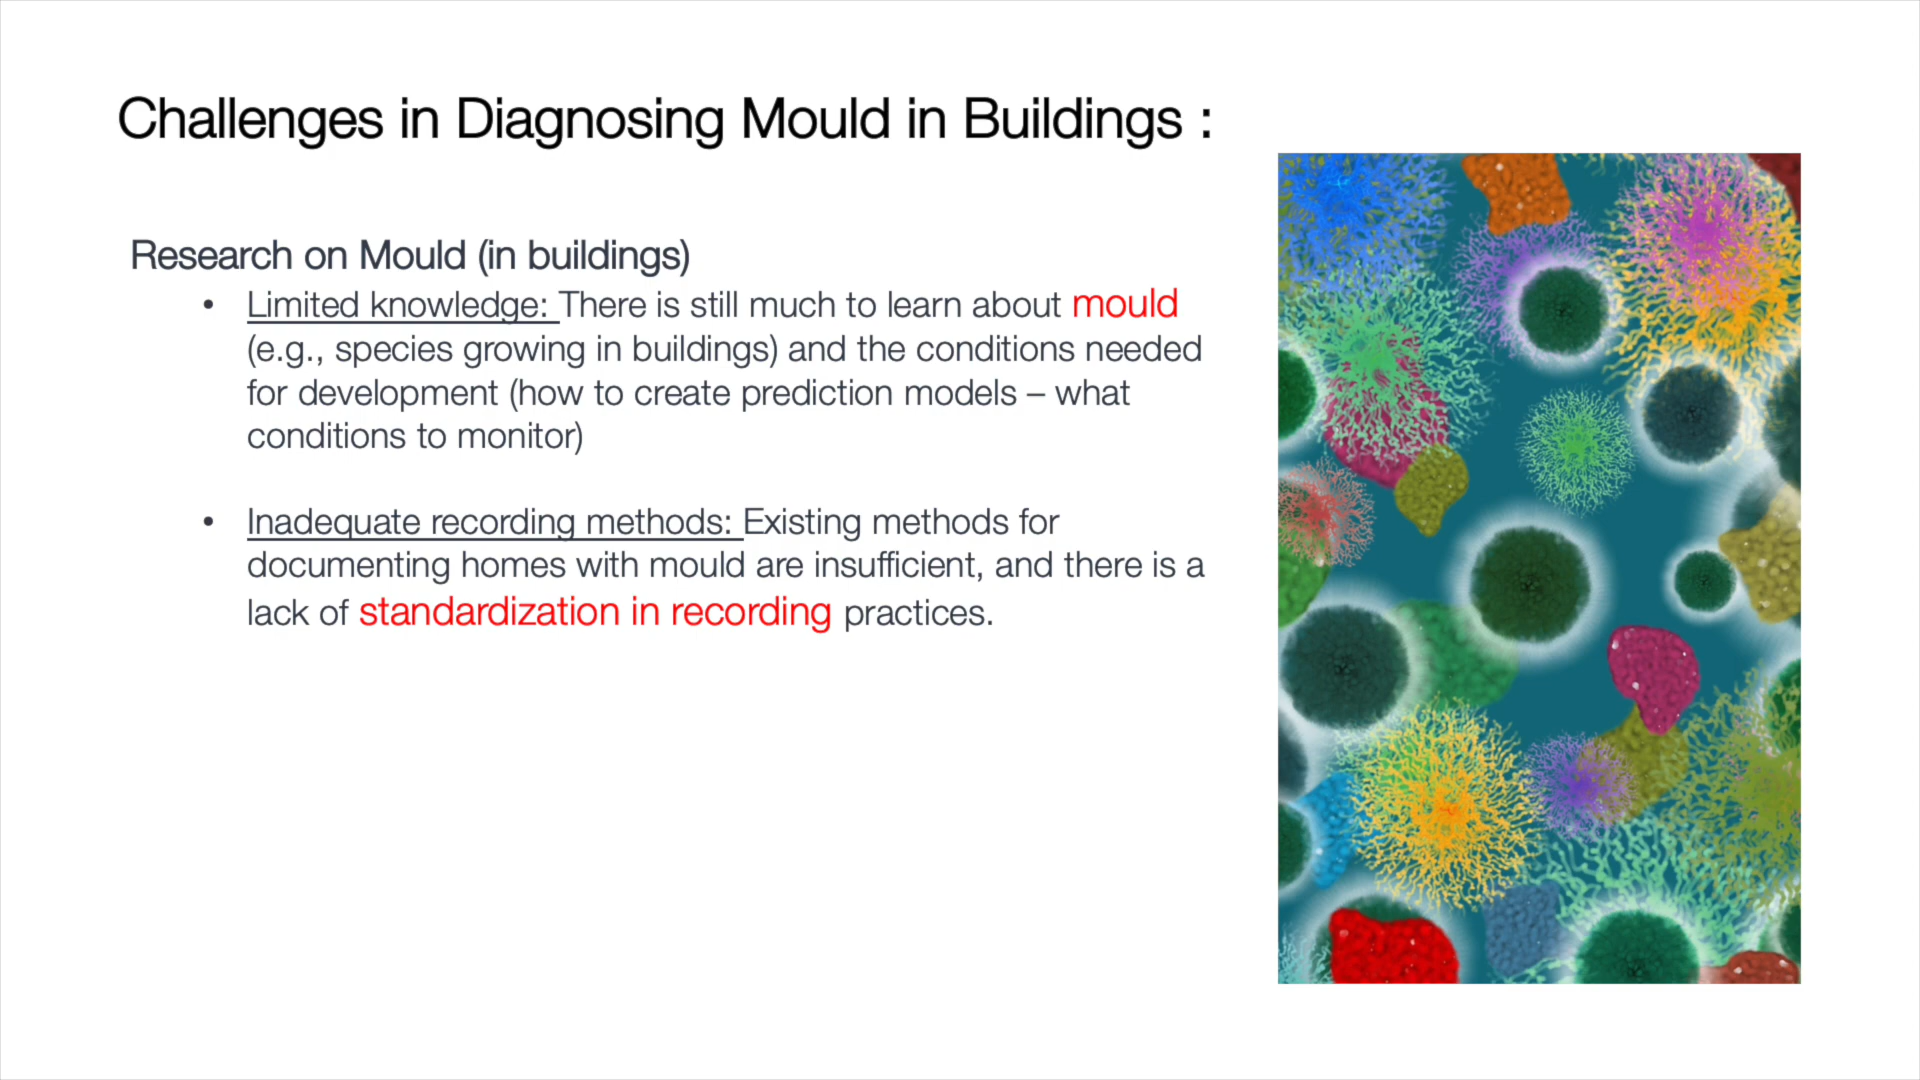 Challenges in Diagnosing Mould in Buildings :
Research on Mould (in buildings)
• Limited knowledge: There is still much to learn about mould
(e.g., species growing in buildings) and the conditions needed
for development (how to create prediction models – what
conditions to monitor)
• Inadequate recording methods: Existing methods for
documenting homes with mould are insufficient, and there is a
lack of standardization in recording practices.